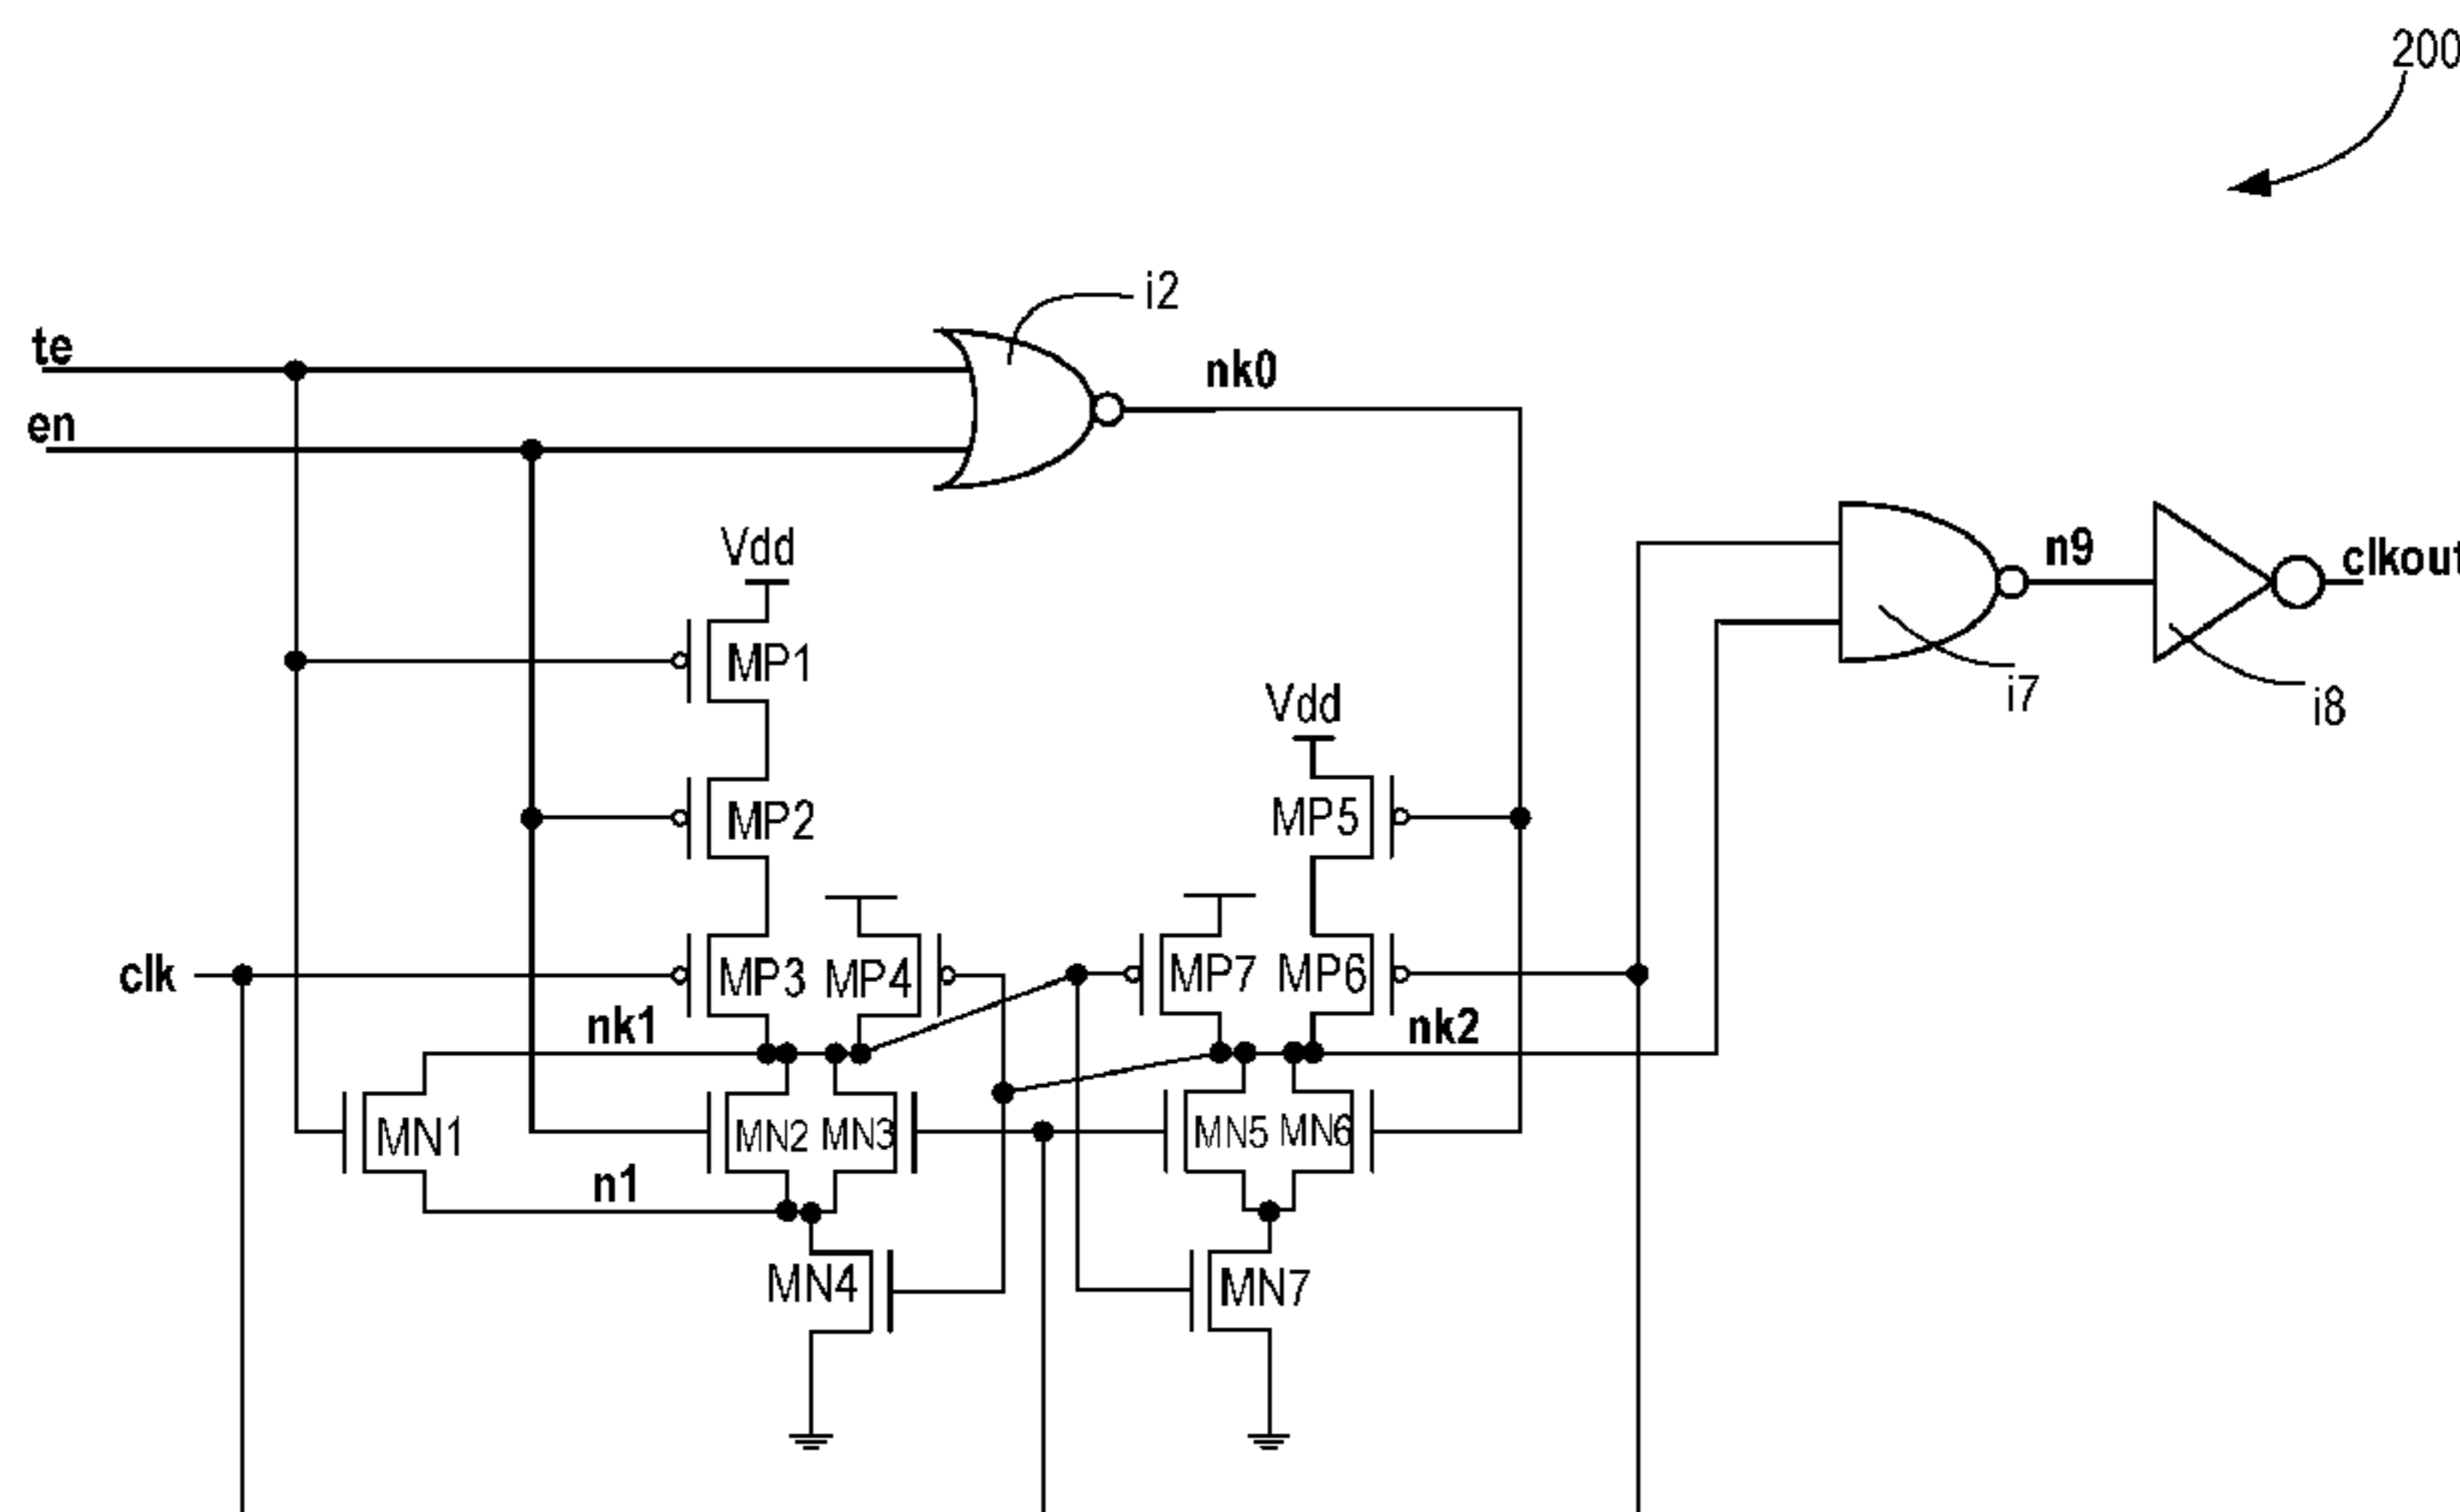 200
i2
te
nk0
en
Vdd
n9
clkout
MP1
i7
i8
Vdd
MP2
MP5
clk
MP3
MP4
MP7
MP6
nk1
nk2
MN1
MN2
MN3
MN5
MN6
n1
MN4
MN7